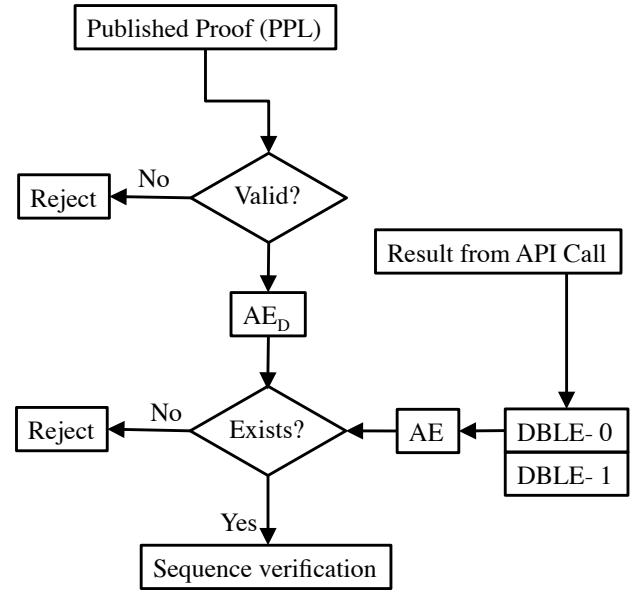 Published Proof (PPL)
No
Valid?
Reject
Result from API Call
AE_D
No
Reject
Exists?
AE
DBLE- 0
DBLE- 1
Yes
Sequence verification